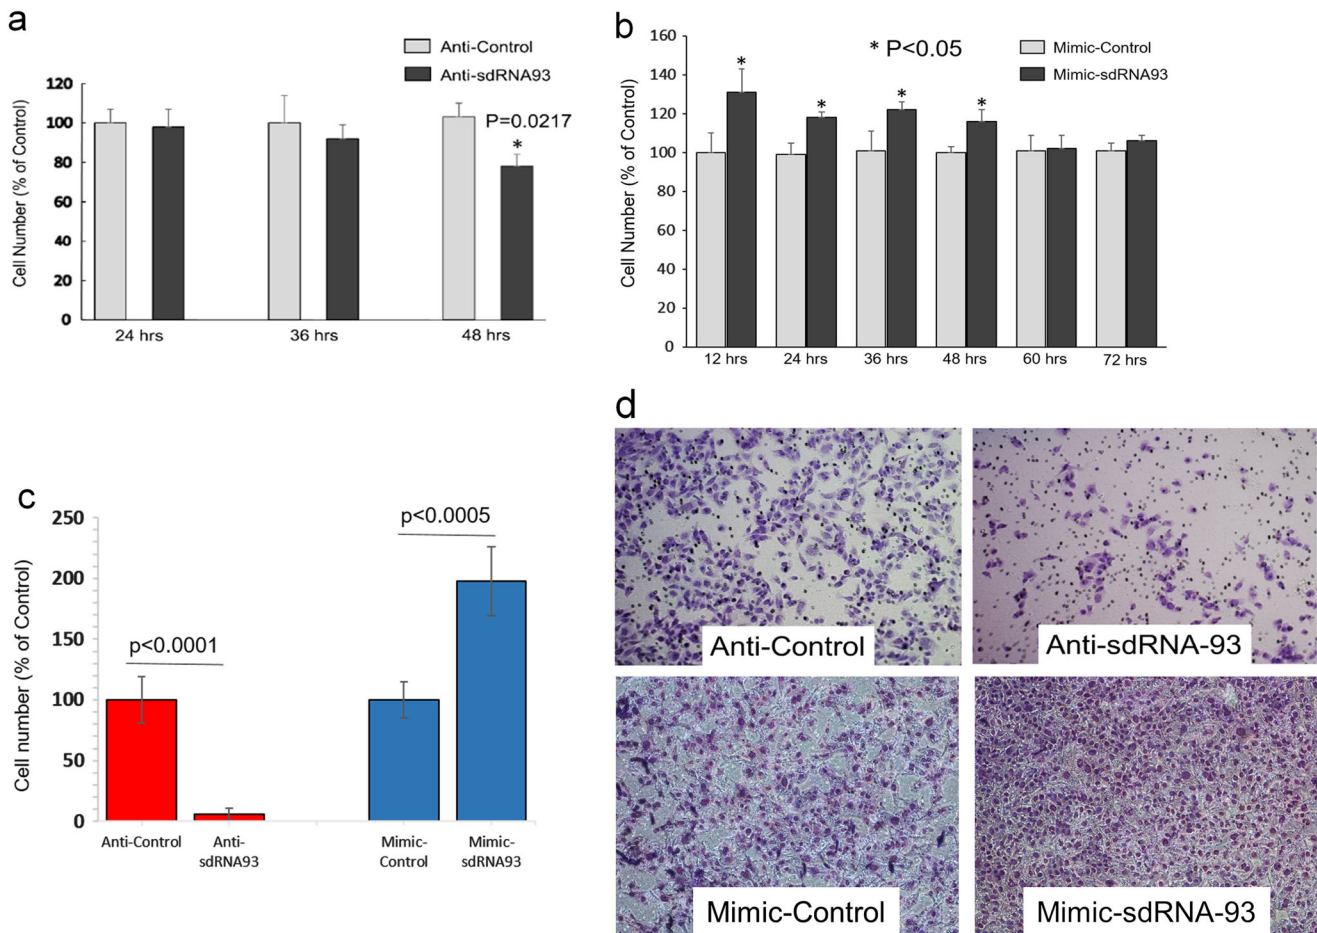 a
Anti-Control
Anti-sdRNA93
Cell Number (% of Control)
120
100
80
60
40
20
0
P=0.0217
*
24 hrs
36 hrs
48 hrs
b
* P<0.05
Mimic-Control
Mimic-sdRNA93
Cell Number (% of Control)
160
140
120
100
80
60
40
20
0
*
*
*
*
12 hrs
24 hrs
36 hrs
48 hrs
60 hrs
72 hrs
c
Cell number (% of Control)
250
200
150
100
50
0
p<0.0001
p<0.0005
Anti-Control
Anti-
sdRNA93
Mimic-
Control
Mimic-
sdRNA93
d
Anti-Control
Anti-sdRNA-93
Mimic-Control
Mimic-sdRNA-93